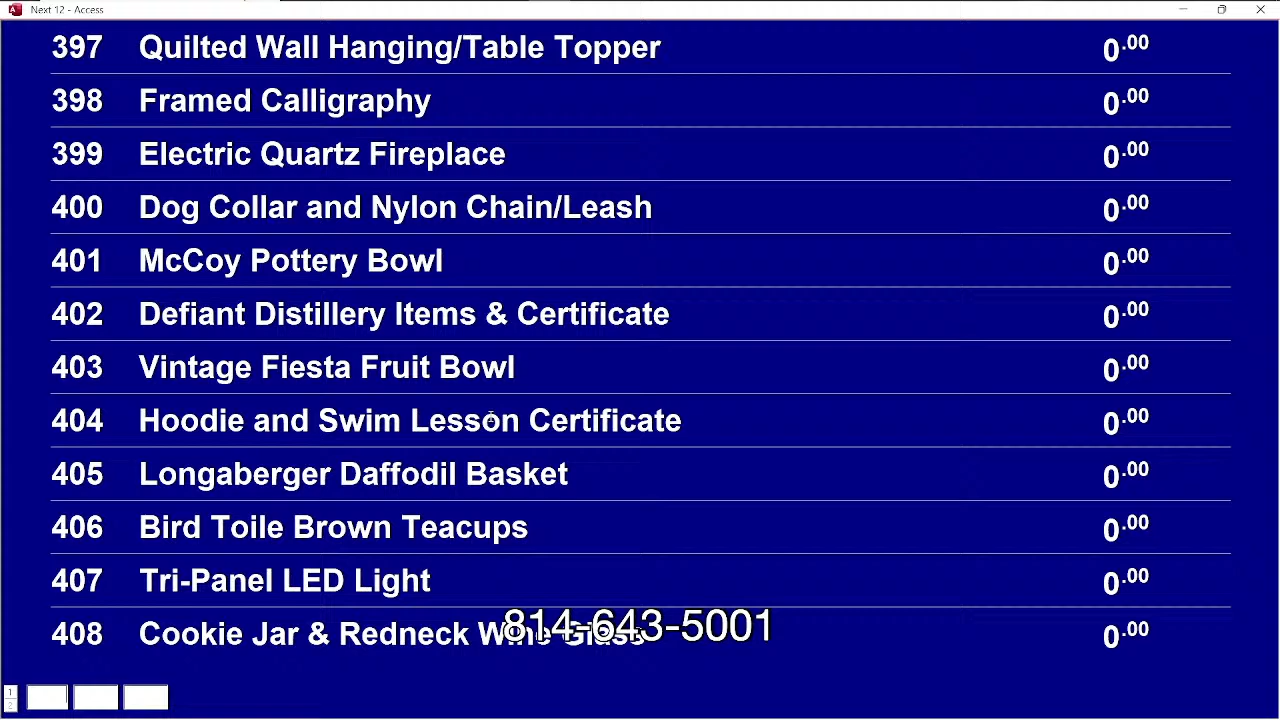 Next 12 - Access
397 Quilted Wall Hanging/Table Topper 0.00
398 Framed Calligraphy 0.00
399 Electric Quartz Fireplace 0.00
400 Dog Collar and Nylon Chain/Leash 0.00
401 McCoy Pottery Bowl 0.00
402 Defiant Distillery Items & Certificate 0.00
403 Vintage Fiesta Fruit Bowl 0.00
404 Hoodie and Swim Lesson Certificate 0.00
405 Longaberger Daffodil Basket 0.00
406 Bird Toile Brown Teacups 0.00
407 Tri-Panel LED Light 0.00
408 Cookie Jar & Redneck Wine Glass 0.00
814-643-5001
1
2